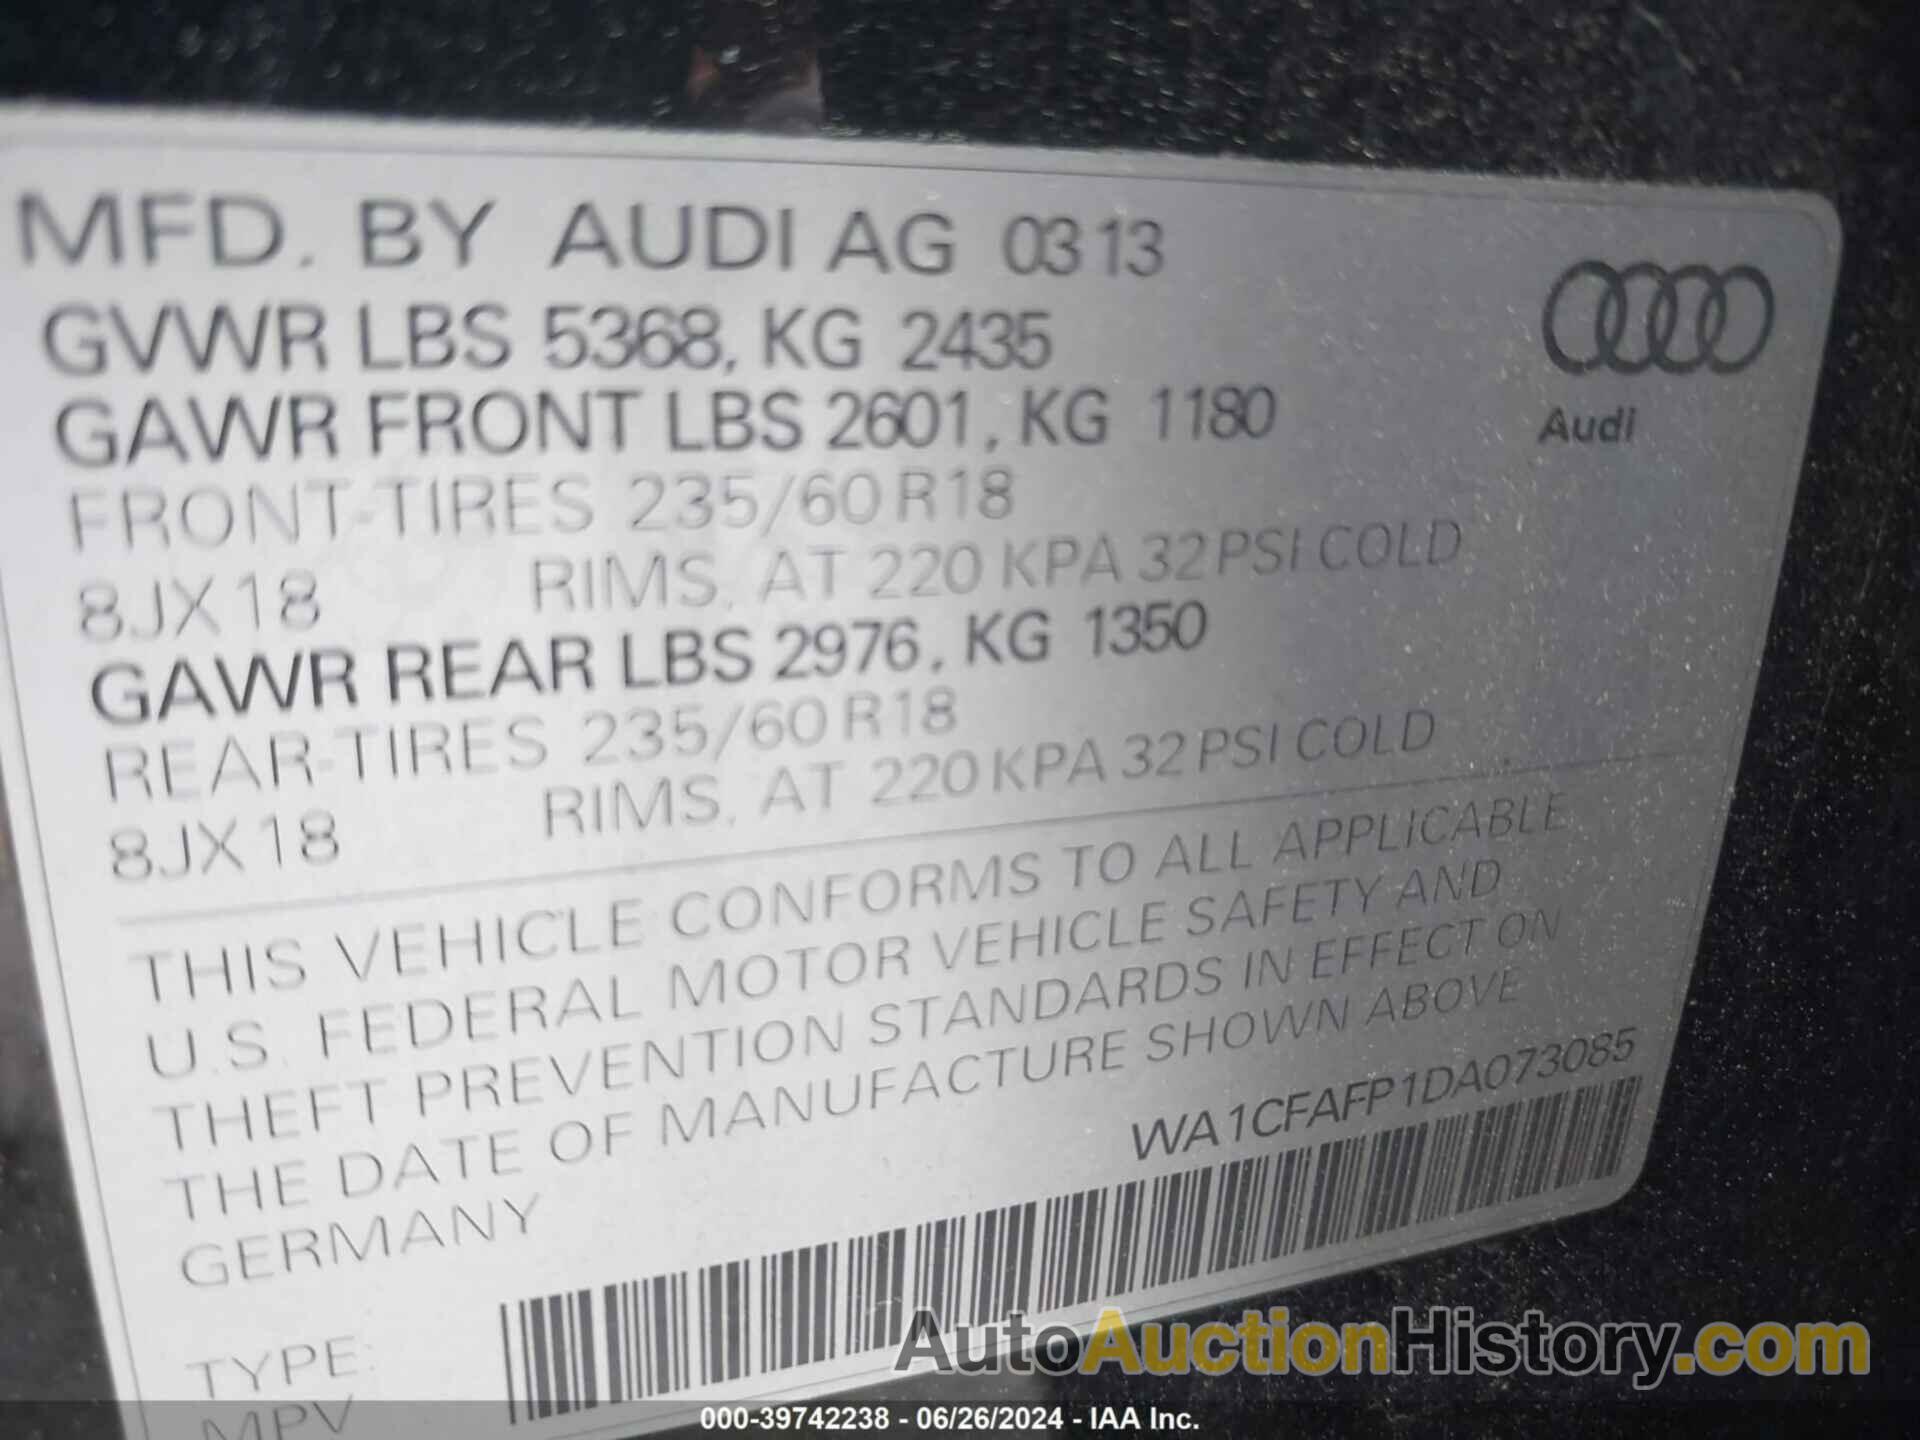 MFD. BY AUDI AG 0313
GVWR LBS 5368, KG 2435
GAWR FRONT LBS 2601, KG 1180
Audi
FRONT-TIRES 235/60 R18
8JX18 RIMS, AT 220 KPA 32 PSI COLD
GAWR REAR LBS 2976, KG 1350
REAR-TIRES 235/60 R18
8JX18 RIMS, AT 220 KPA 32 PSI COLD
THIS VEHICLE CONFORMS TO ALL APPLICABLE
U.S. FEDERAL MOTOR VEHICLE SAFETY AND
THEFT PREVENTION STANDARDS IN EFFECT ON
THE DATE OF MANUFACTURE SHOWN ABOVE
GERMANY
WA1CFAFP1DA073085
TYPE:
MPV
AutoAuctionHistory.com
000-39742238 - 06/26/2024 - IAA Inc.